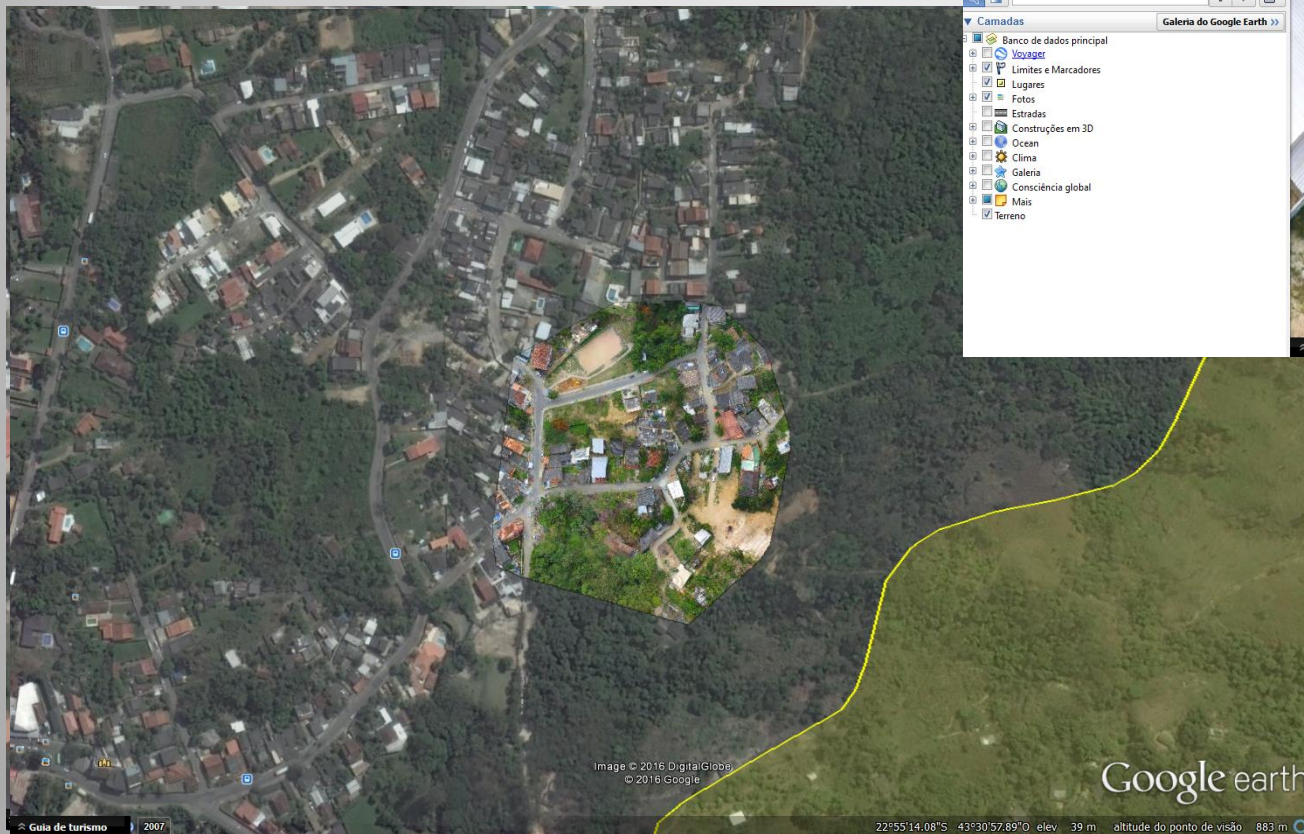 Camadas
Galeria do Google Earth >>
Banco de dados principal
Voyager
Limites e Marcadores
Lugares
Fotos
Estradas
Construções em 3D
Ocean
Clima
Galeria
Consciência global
Mais
Terreno
Image © 2016 DigitalGlobe
© 2016 Google
Google earth
Guia de turismo
2007
22°55'14.08"S 43°30'57.89"O elev 39 m altitude do ponto de visão 883 m